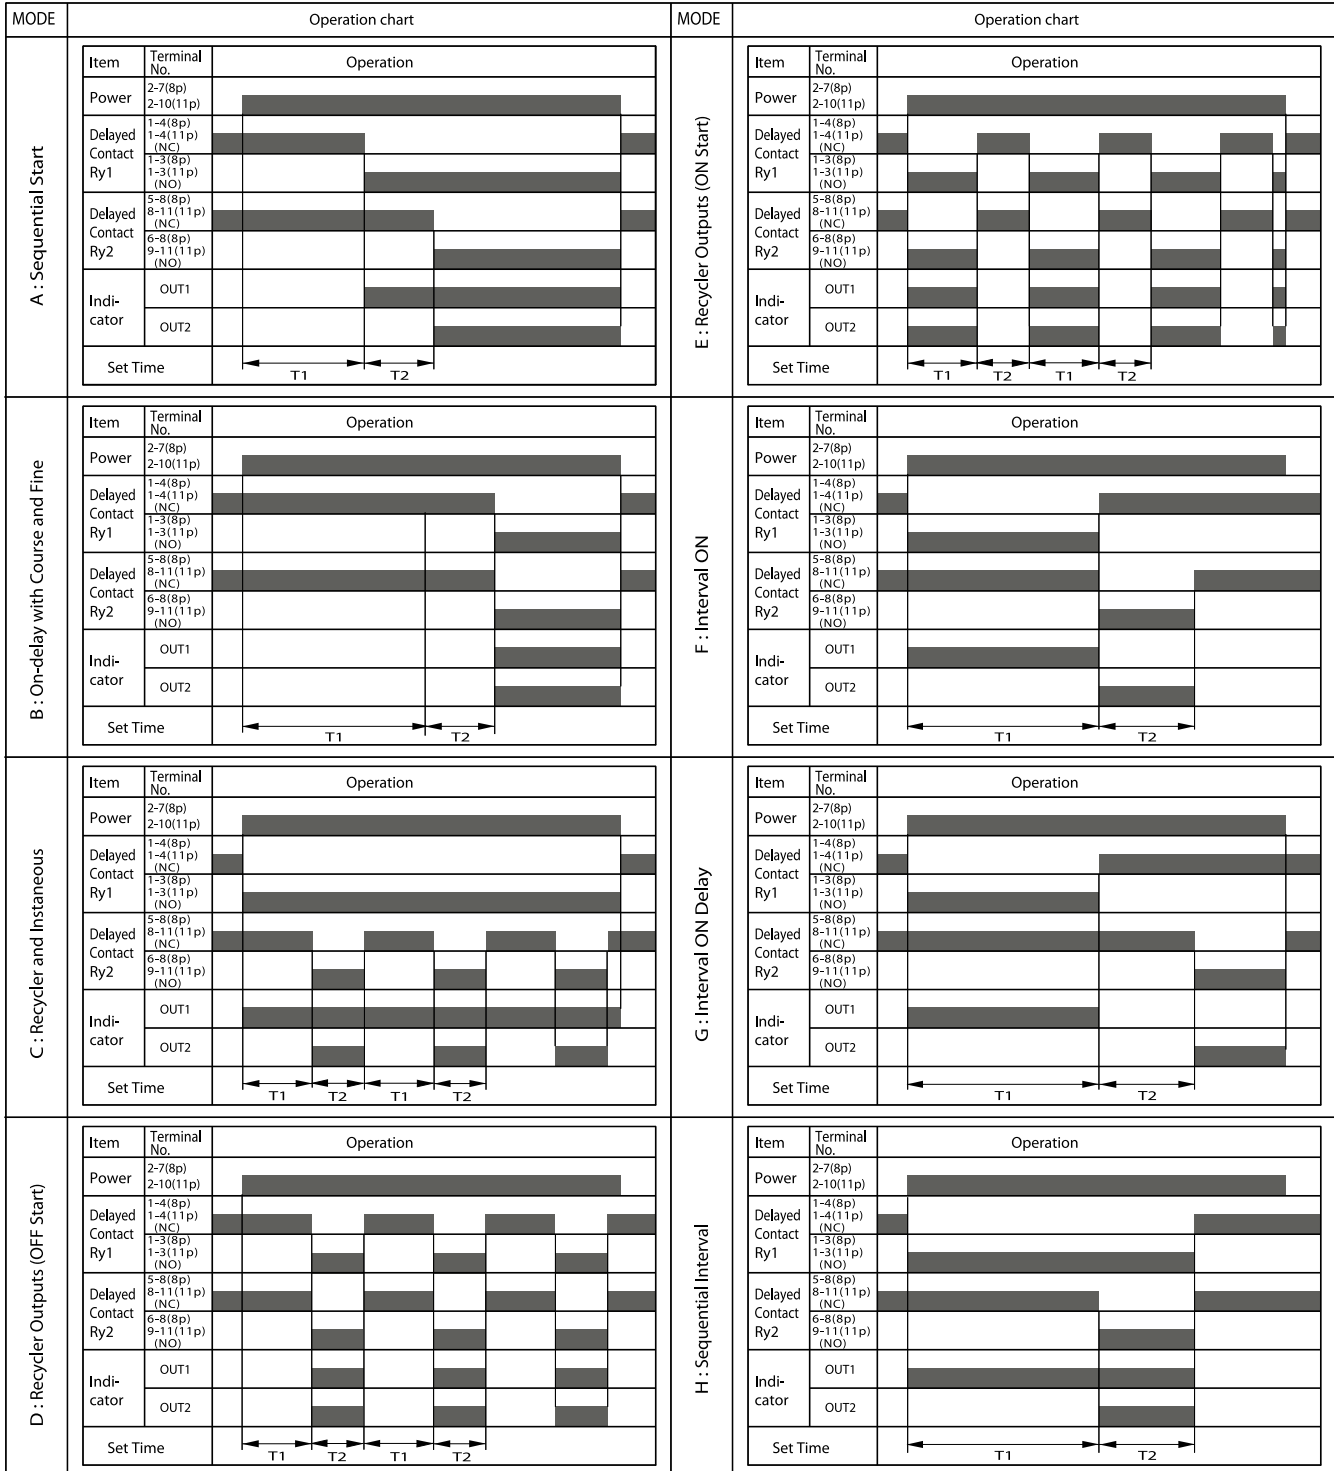 MODE
Operation chart
MODE
Operation chart
A : Sequential Start
Item
Terminal
No.
Operation
Power
2-7(8p)
2-10(11p)
Delayed
Contact
Ry1
1-4(8p)
1-4(11p)
(NC)
1-3(8p)
1-3(11p)
(NO)
Delayed
Contact
Ry2
5-8(8p)
8-11(11p)
(NC)
6-8(8p)
9-11(11p)
(NO)
Indi-
cator
OUT1
OUT2
Set Time
T1
T2
E : Recycler Outputs (ON Start)
Item
Terminal
No.
Operation
Power
2-7(8p)
2-10(11p)
Delayed
Contact
Ry1
1-4(8p)
1-4(11p)
(NC)
1-3(8p)
1-3(11p)
(NO)
Delayed
Contact
Ry2
5-8(8p)
8-11(11p)
(NC)
6-8(8p)
9-11(11p)
(NO)
Indi-
cator
OUT1
OUT2
Set Time
T1
T2
T1
T2
B : On-delay with Course and Fine
Item
Terminal
No.
Operation
Power
2-7(8p)
2-10(11p)
Delayed
Contact
Ry1
1-4(8p)
1-4(11p)
(NC)
1-3(8p)
1-3(11p)
(NO)
Delayed
Contact
Ry2
5-8(8p)
8-11(11p)
(NC)
6-8(8p)
9-11(11p)
(NO)
Indi-
cator
OUT1
OUT2
Set Time
T1
T2
F : Interval ON
Item
Terminal
No.
Operation
Power
2-7(8p)
2-10(11p)
Delayed
Contact
Ry1
1-4(8p)
1-4(11p)
(NC)
1-3(8p)
1-3(11p)
(NO)
Delayed
Contact
Ry2
5-8(8p)
8-11(11p)
(NC)
6-8(8p)
9-11(11p)
(NO)
Indi-
cator
OUT1
OUT2
Set Time
T1
T2
C : Recycler and Instaneous
Item
Terminal
No.
Operation
Power
2-7(8p)
2-10(11p)
Delayed
Contact
Ry1
1-4(8p)
1-4(11p)
(NC)
1-3(8p)
1-3(11p)
(NO)
Delayed
Contact
Ry2
5-8(8p)
8-11(11p)
(NC)
6-8(8p)
9-11(11p)
(NO)
Indi-
cator
OUT1
OUT2
Set Time
T1
T2
T1
T2
G : Interval ON Delay
Item
Terminal
No.
Operation
Power
2-7(8p)
2-10(11p)
Delayed
Contact
Ry1
1-4(8p)
1-4(11p)
(NC)
1-3(8p)
1-3(11p)
(NO)
Delayed
Contact
Ry2
5-8(8p)
8-11(11p)
(NC)
6-8(8p)
9-11(11p)
(NO)
Indi-
cator
OUT1
OUT2
Set Time
T1
T2
D : Recycler Outputs (OFF Start)
Item
Terminal
No.
Operation
Power
2-7(8p)
2-10(11p)
Delayed
Contact
Ry1
1-4(8p)
1-4(11p)
(NC)
1-3(8p)
1-3(11p)
(NO)
Delayed
Contact
Ry2
5-8(8p)
8-11(11p)
(NC)
6-8(8p)
9-11(11p)
(NO)
Indi-
cator
OUT1
OUT2
Set Time
T1
T2
T1
T2
H : Sequential Interval
Item
Terminal
No.
Operation
Power
2-7(8p)
2-10(11p)
Delayed
Contact
Ry1
1-4(8p)
1-4(11p)
(NC)
1-3(8p)
1-3(11p)
(NO)
Delayed
Contact
Ry2
5-8(8p)
8-11(11p)
(NC)
6-8(8p)
9-11(11p)
(NO)
Indi-
cator
OUT1
OUT2
Set Time
T1
T2